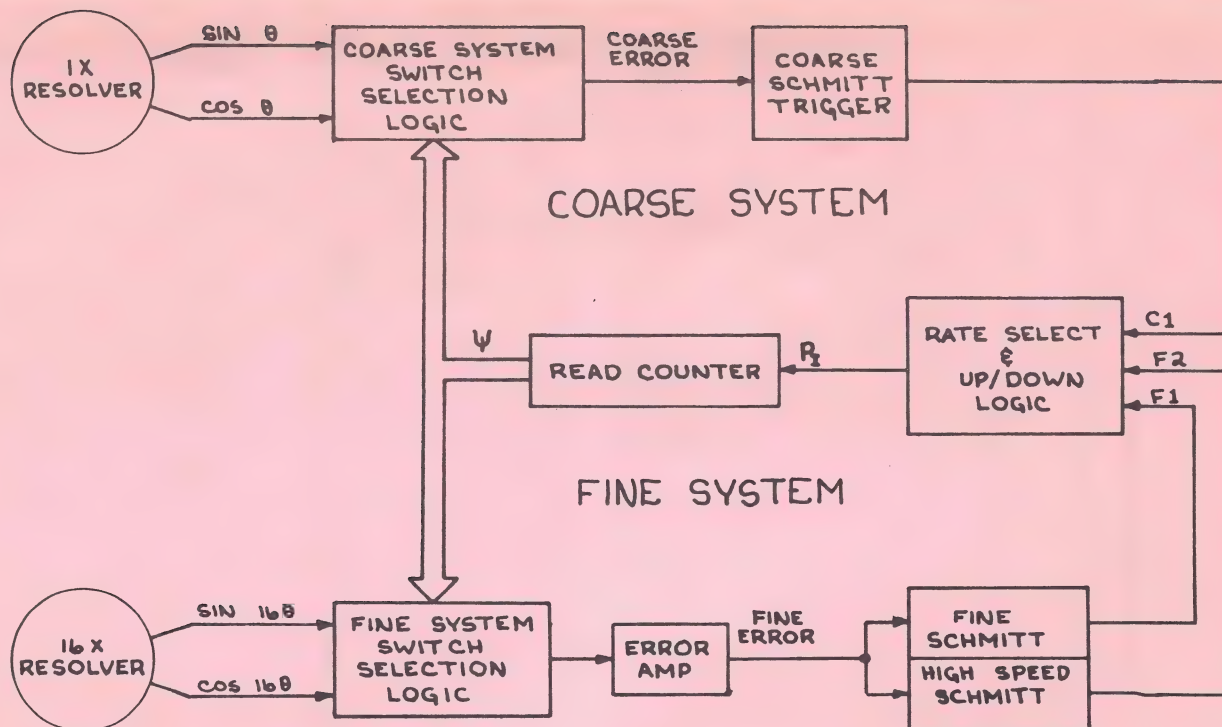 1X
RESOLVER
SIN θ
COS θ
COARSE SYSTEM
SWITCH
SELECTION
LOGIC
COARSE
ERROR
COARSE
SCHMITT
TRIGGER
COARSE SYSTEM
Ψ
READ COUNTER
P_I
RATE SELECT
&
UP/DOWN
LOGIC
C1
F2
F1
FINE SYSTEM
16X
RESOLVER
SIN 16θ
COS 16θ
FINE SYSTEM
SWITCH
SELECTION
LOGIC
ERROR
AMP
FINE
ERROR
FINE
SCHMITT
HIGH SPEED
SCHMITT